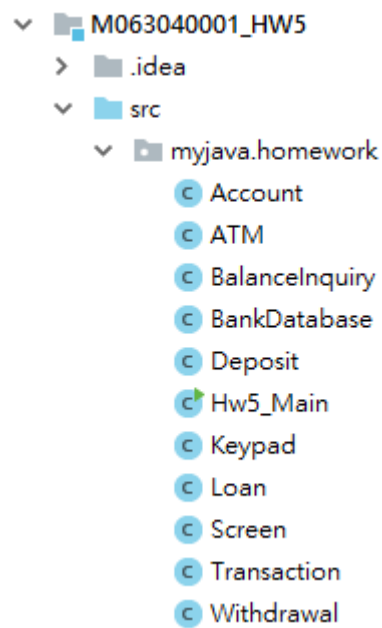 M063040001_HW5
.idea
src
myjava.homework
C Account
C ATM
C BalanceInquiry
C BankDatabase
C Deposit
C Hw5_Main
C Keypad
C Loan
C Screen
C Transaction
C Withdrawal